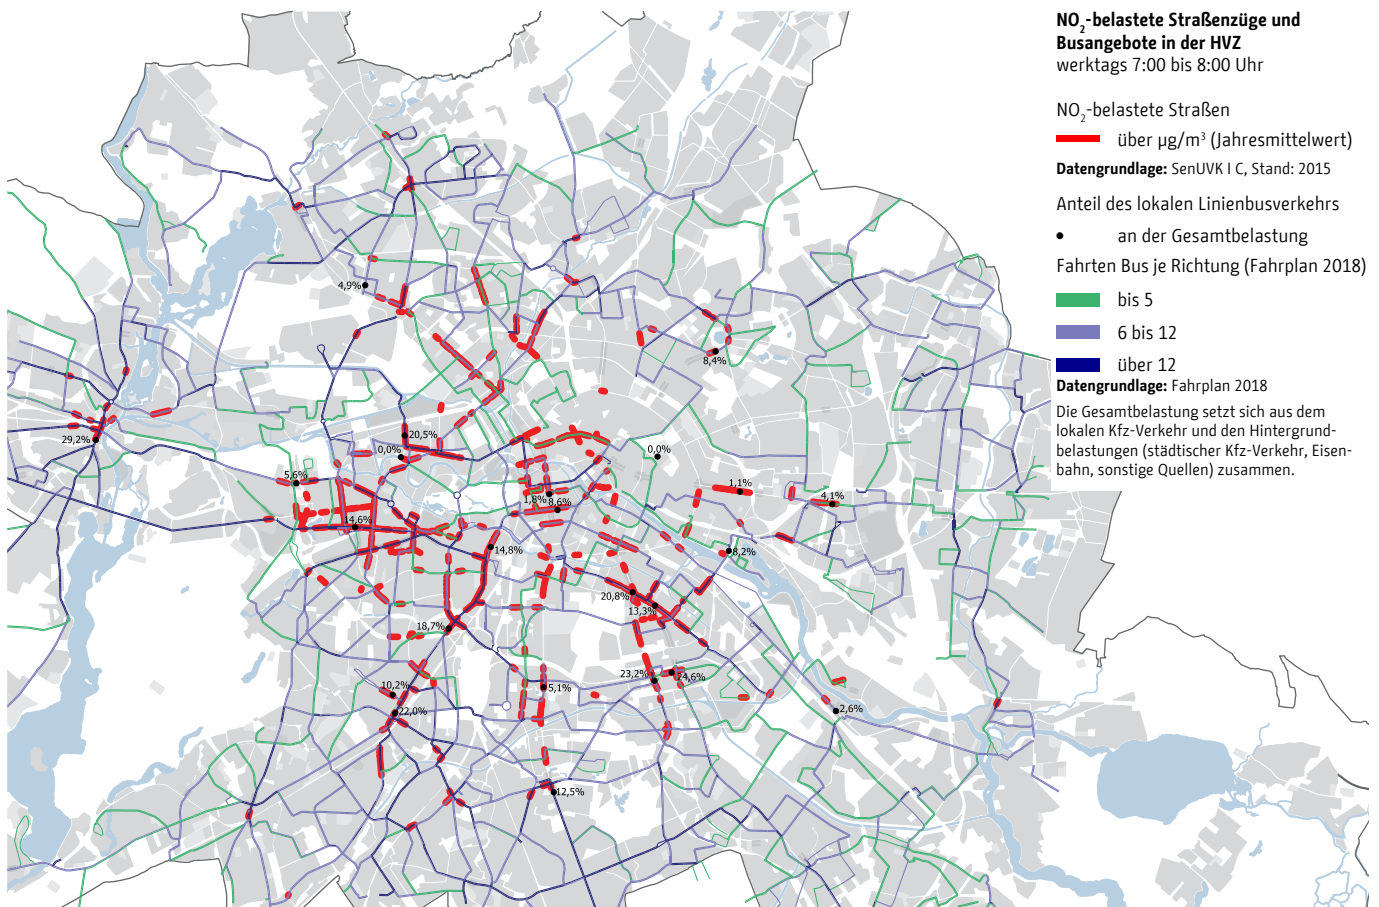 NO2-belastete Straßenzüge und
Busangebote in der HVZ
werktags 7:00 bis 8:00 Uhr
NO2-belastete Straßen
über µg/m³ (Jahresmittelwert)
Datengrundlage: SenUVK I C, Stand: 2015
Anteil des lokalen Linienbusverkehrs
an der Gesamtbelastung
Fahrten Bus je Richtung (Fahrplan 2018)
bis 5
6 bis 12
über 12
Datengrundlage: Fahrplan 2018
Die Gesamtbelastung setzt sich aus dem
lokalen Kfz-Verkehr und den Hintergrund-
belastungen (städtischer Kfz-Verkehr, Eisen-
bahn, sonstige Quellen) zusammen.
4,9%
8,4%
29,2%
20,5%
0,0%
0,0%
5,6%
1,1%
1,8%
8,6%
4,1%
14,6%
14,8%
8,2%
20,8%
13,3%
18,7%
23,2%
24,6%
10,2%
5,1%
22,0%
2,6%
12,5%